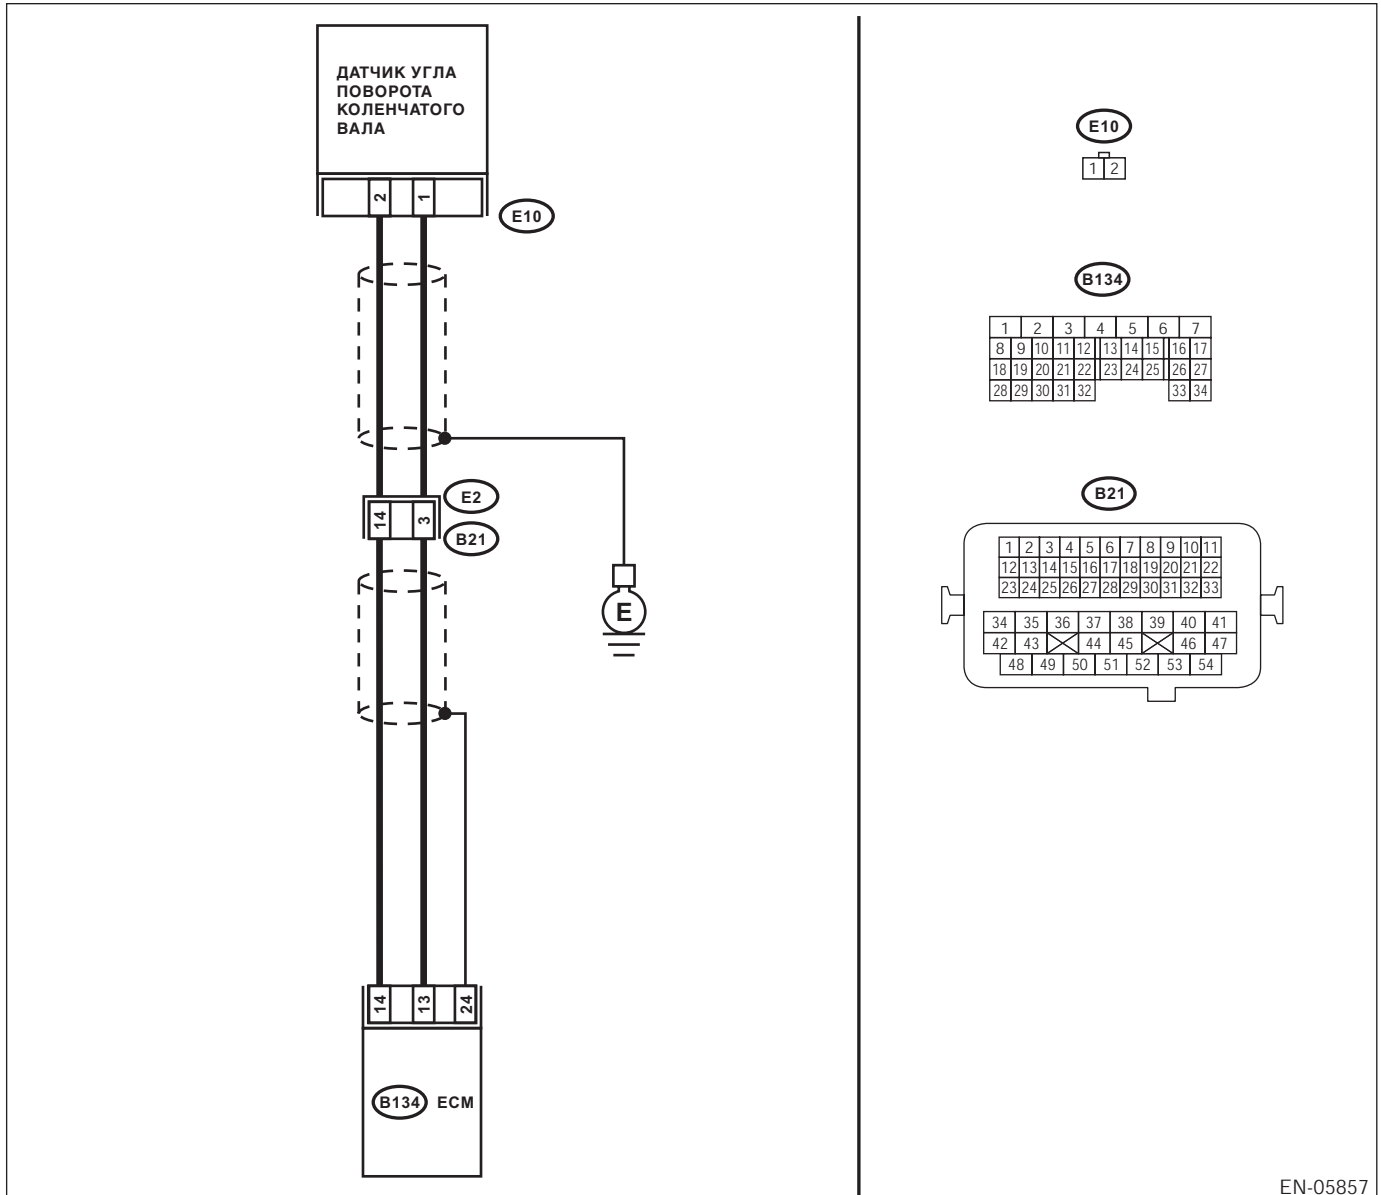 ДАТЧИК УГЛА
ПОВОРОТА
КОЛЕНЧАТОГО
ВАЛА
2 1
E10
E2
14 3
B21
E
14 13 24
B134 ECM
E10
1 2
B134
1 2 3 4 5 6 7
8 9 10 11 12 13 14 15 16 17
18 19 20 21 22 23 24 25 26 27
28 29 30 31 32 33 34
B21
1 2 3 4 5 6 7 8 9 10 11
12 13 14 15 16 17 18 19 20 21 22
23 24 25 26 27 28 29 30 31 32 33
34 35 36 37 38 39 40 41
42 43 44 45 46 47
48 49 50 51 52 53 54
EN-05857